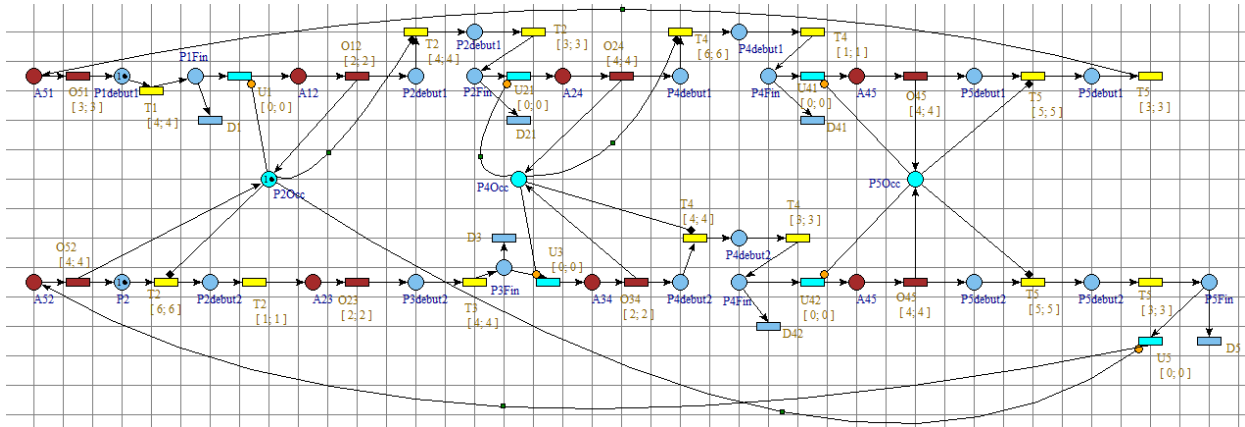 P1Fin
O12
[ 2; 2 ]
T2
[ 4; 4 ]
P2debut1
T2
[ 3; 3 ]
O24
[ 4; 4 ]
T4
[ 6; 6 ]
P4debut1
T4
[ 1; 1 ]
A51
O51
[ 3; 3 ]
P1debut1
T1
[ 4; 4 ]
D1
U1
[ 0; 0 ]
A12
P2debut1
P2Fin
U21
[ 0; 0 ]
D21
A24
P4debut1
P4Fin
U41
[ 0; 0 ]
D41
A45
O45
[ 4; 4 ]
P5debut1
T5
[ 5; 5 ]
P5debut1
T5
[ 3; 3 ]
P2Occ
P4Occ
P5Occ
O52
[ 4; 4 ]
D3
T4
[ 4; 4 ]
P4debut2
T4
[ 3; 3 ]
A52
P2
T2
[ 6; 6 ]
P2debut2
T2
[ 1; 1 ]
A23
O23
[ 2; 2 ]
P3debut2
T3
[ 4; 4 ]
P3Fin
U3
[ 0; 0 ]
A34
O34
[ 2; 2 ]
P4debut2
P4Fin
D42
U42
[ 0; 0 ]
A45
O45
[ 4; 4 ]
P5debut2
T5
[ 5; 5 ]
P5debut2
T5
[ 3; 3 ]
P5Fin
U5
[ 0; 0 ]
D5